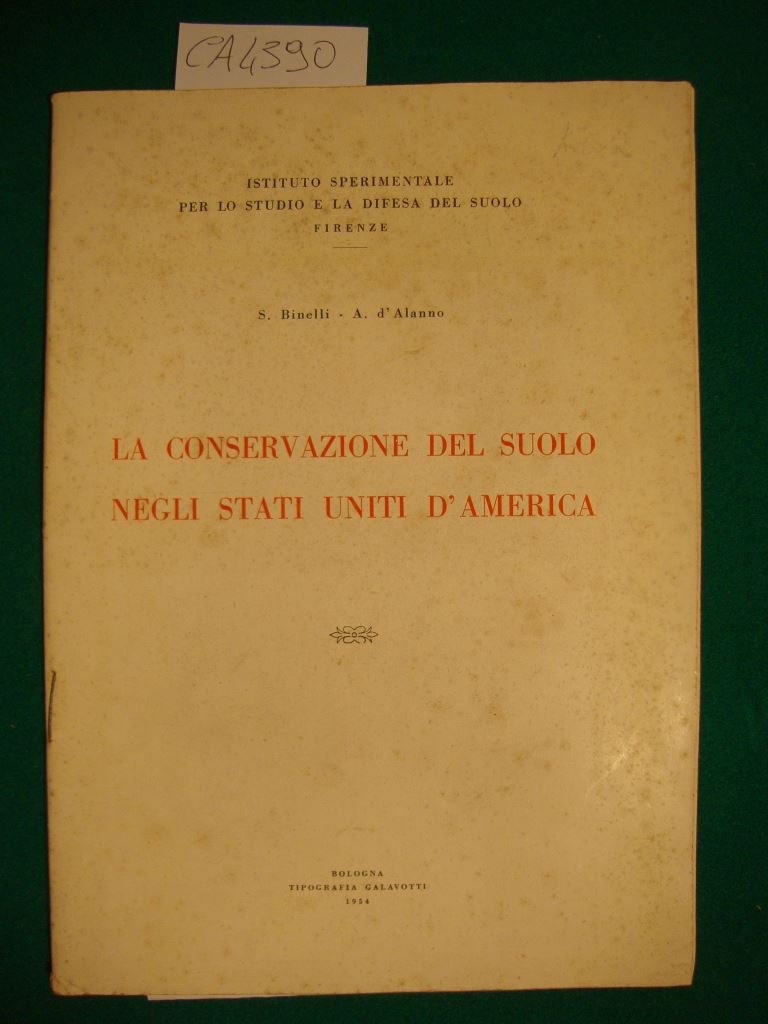 CA4390
ISTITUTO SPERIMENTALE
PER LO STUDIO E LA DIFESA DEL SUOLO
FIRENZE
S. Binelli - A. d'Alanno
LA CONSERVAZIONE DEL SUOLO
NEGLI STATI UNITI D'AMERICA
BOLOGNA
TIPOGRAFIA GALAVOTTI
1954